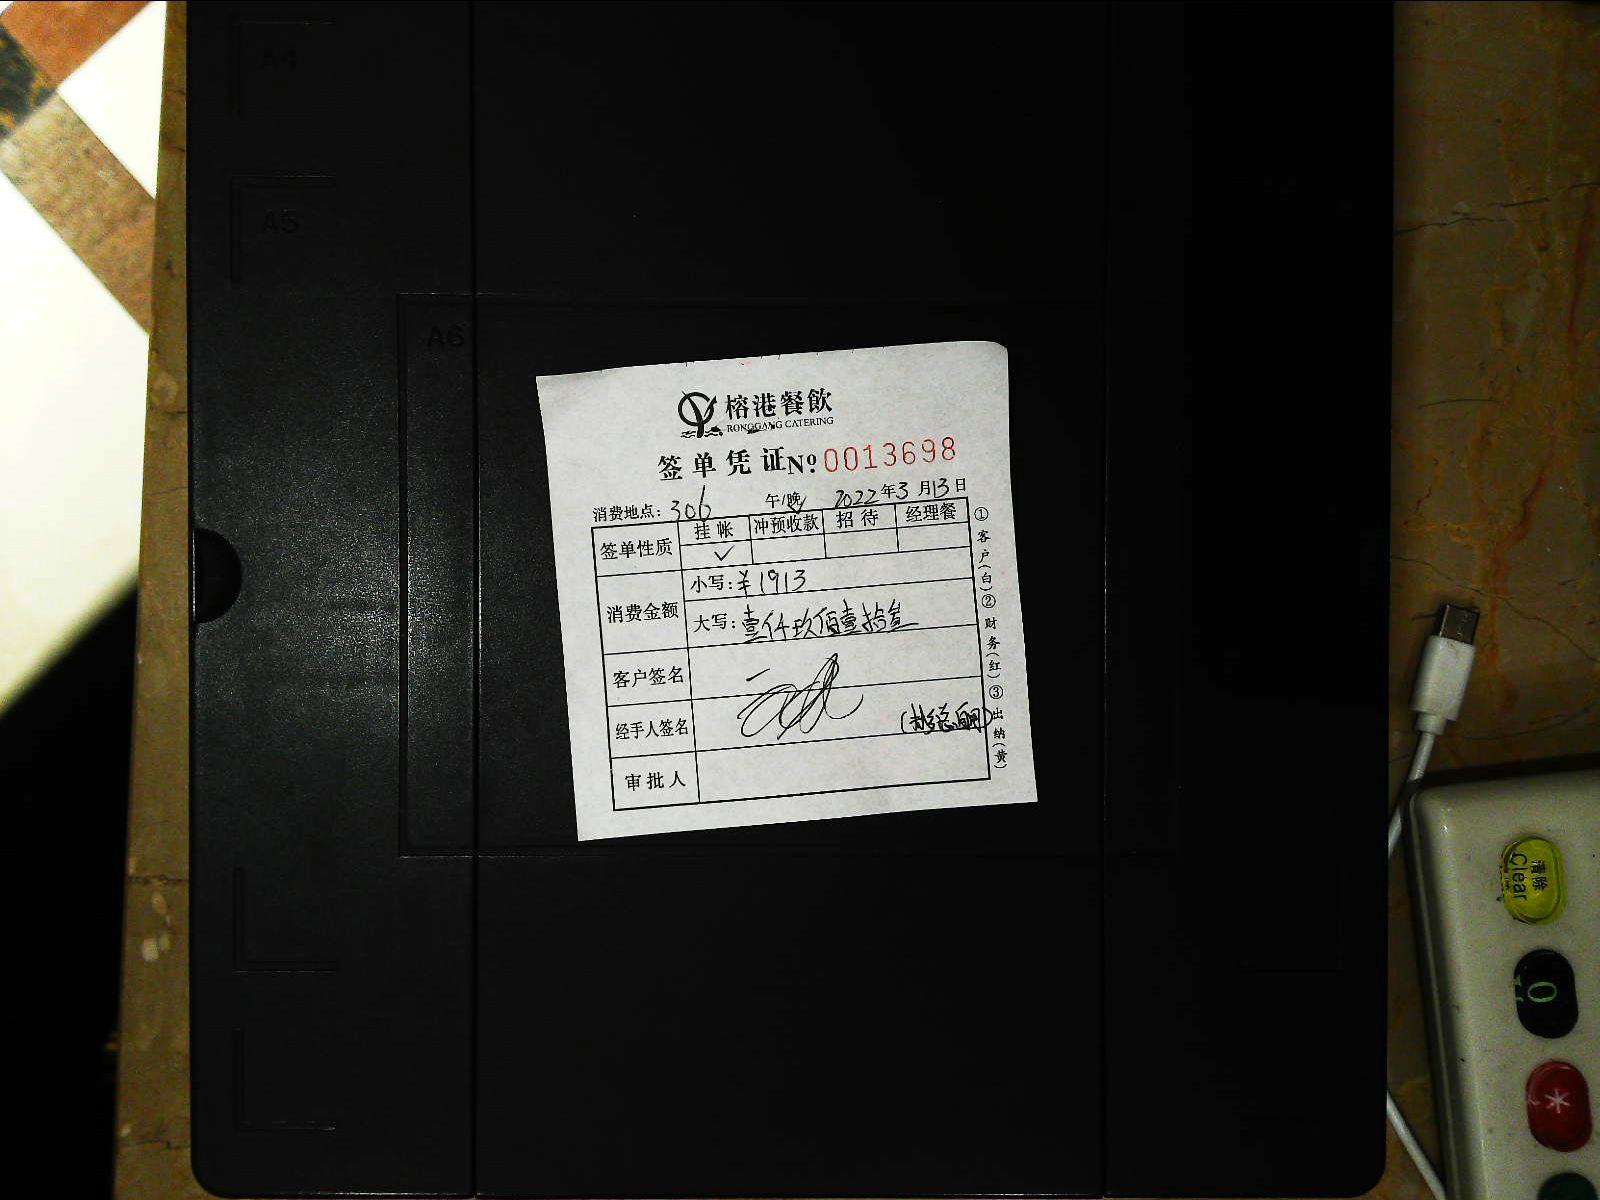 A4
A5
A6
榕港餐飲
RONGGANG CATERING
签单凭证 Nº 0013698
消费地点：306 午/晚✓ 2022年3月13日
签单性质 挂帐 冲预收款 招待 经理餐
✓
消费金额 小写：¥1913
大写：壹仟玖佰壹拾叁
客户签名
经手人签名
审批人
①客户(白)②财务(红)③出纳(黄)
清除
Clear
0
*